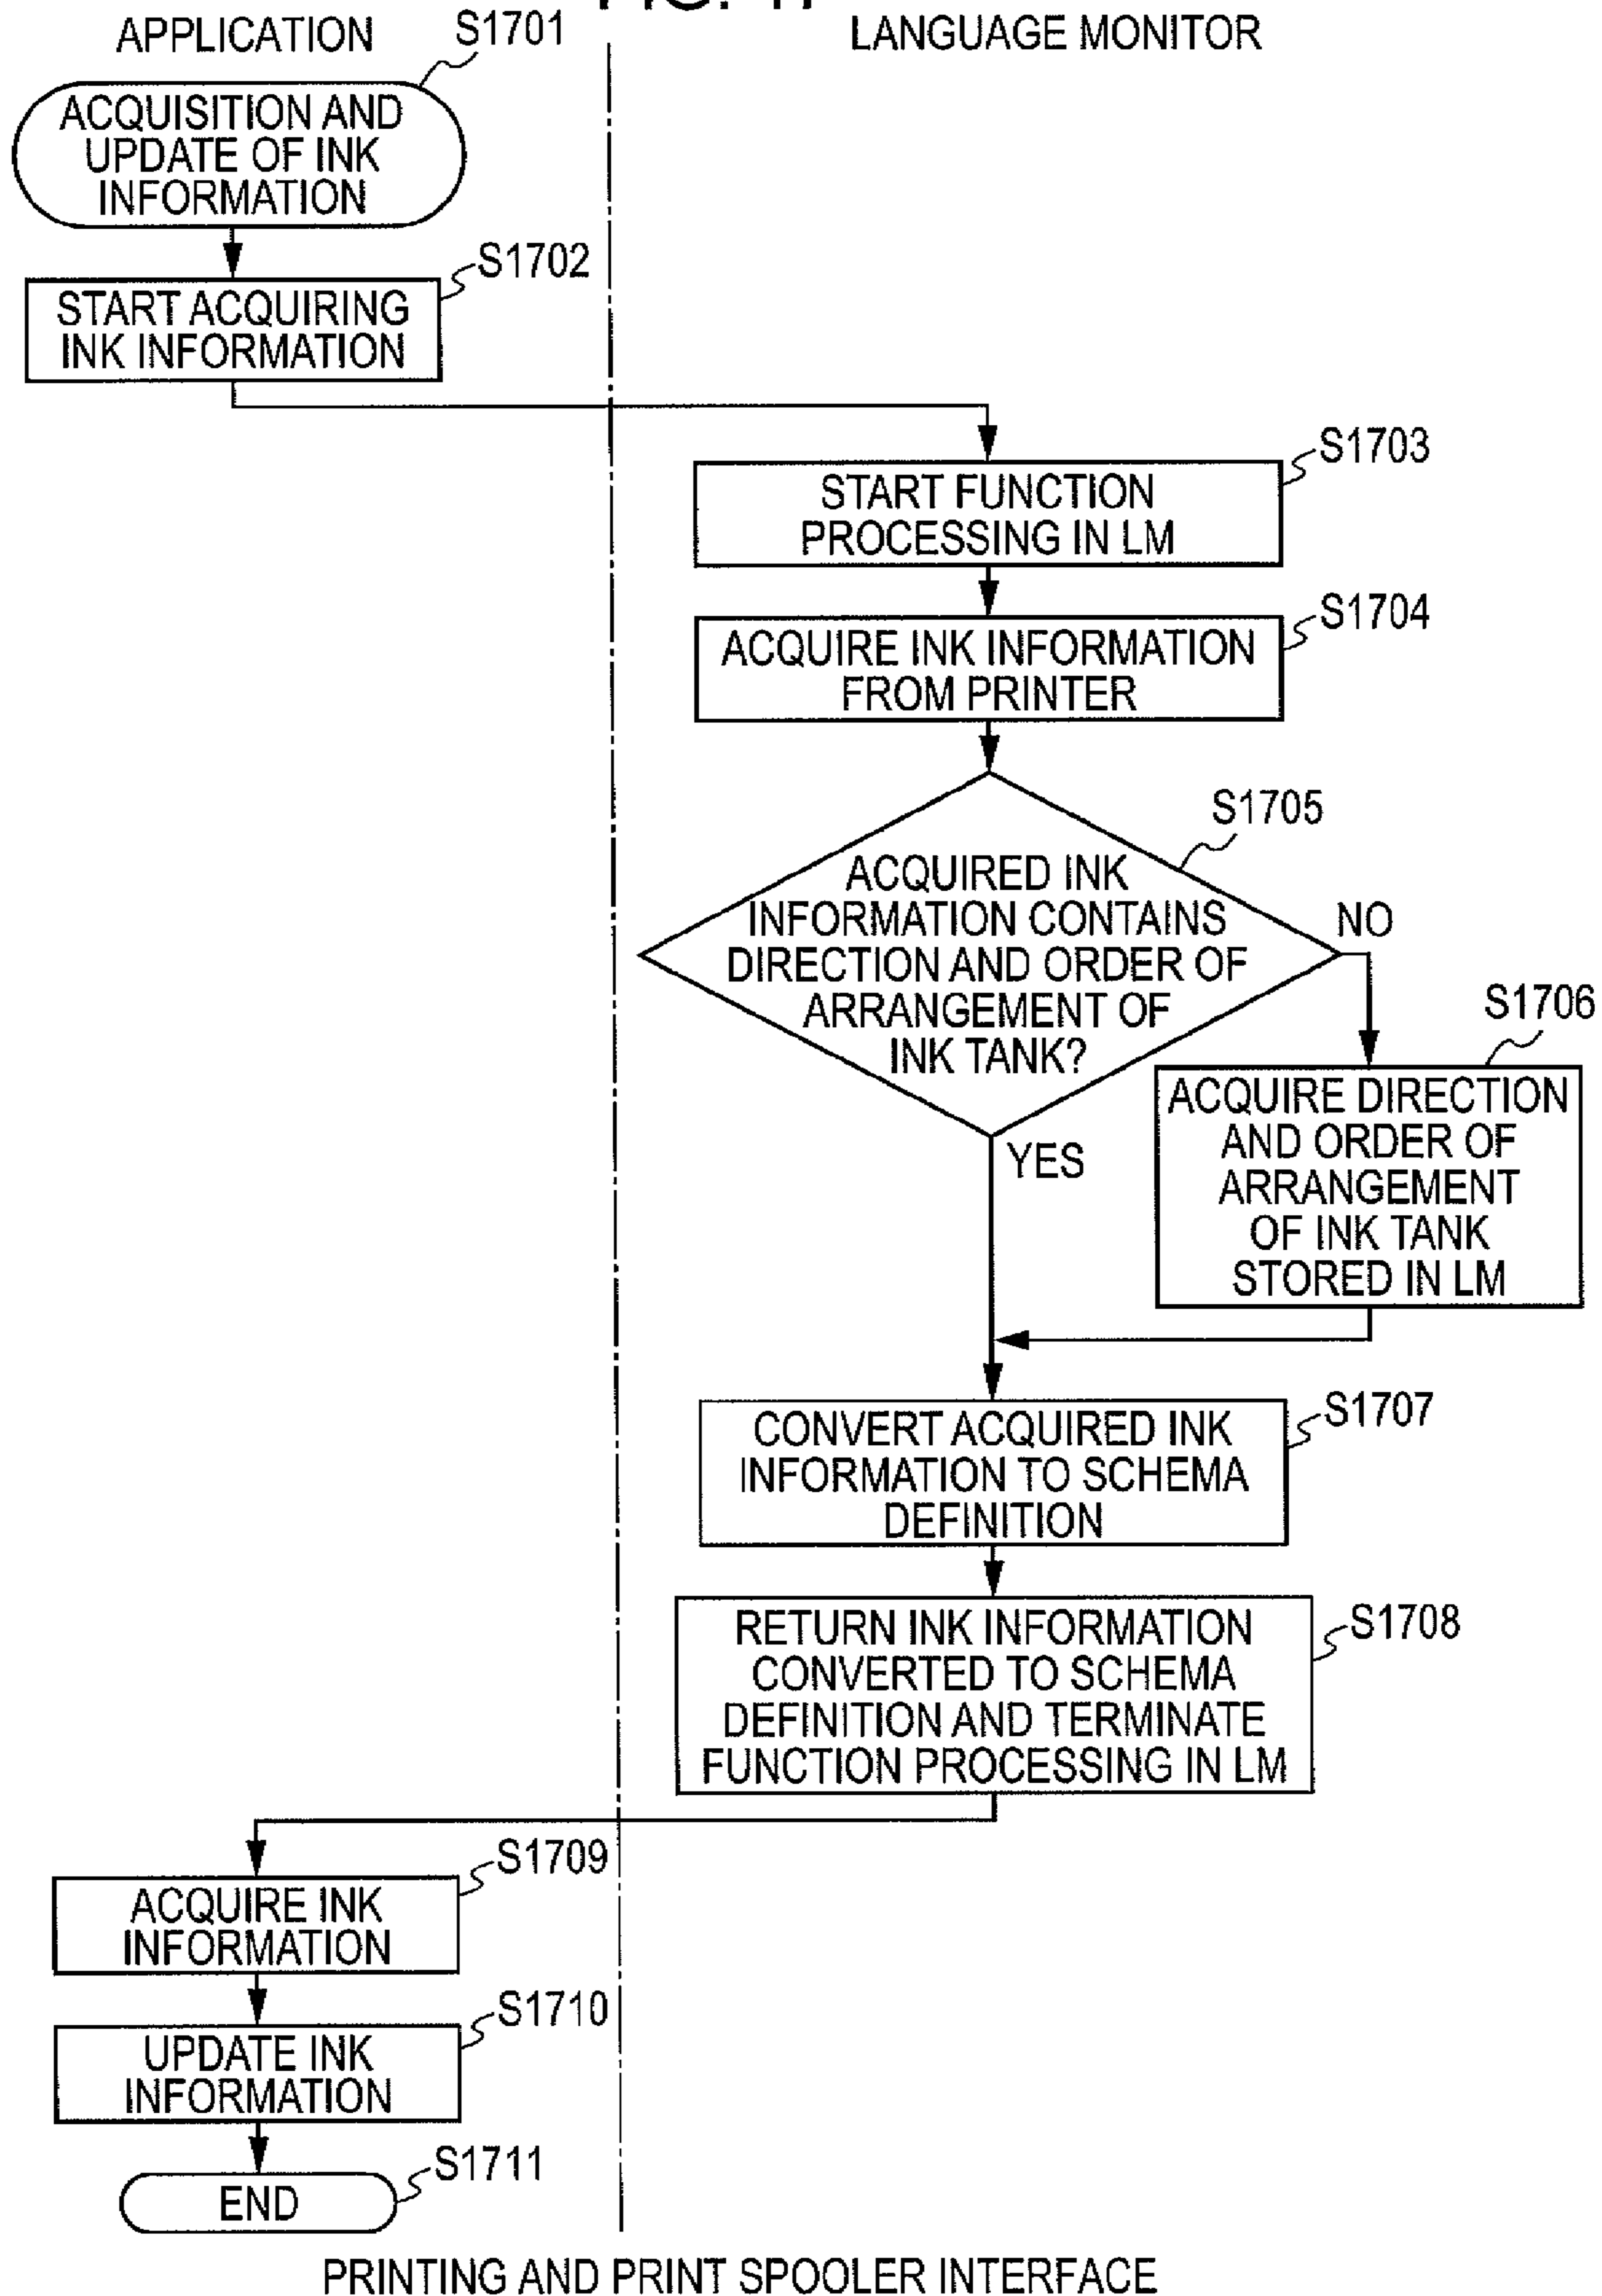 APPLICATION
S1701
LANGUAGE MONITOR
ACQUISITION AND
UPDATE OF INK
INFORMATION
S1702
START ACQUIRING
INK INFORMATION
S1703
START FUNCTION
PROCESSING IN LM
S1704
ACQUIRE INK INFORMATION
FROM PRINTER
S1705
ACQUIRED INK
INFORMATION CONTAINS
DIRECTION AND ORDER OF
ARRANGEMENT OF
INK TANK?
NO
YES
S1706
ACQUIRE DIRECTION
AND ORDER OF
ARRANGEMENT
OF INK TANK
STORED IN LM
S1707
CONVERT ACQUIRED INK
INFORMATION TO SCHEMA
DEFINITION
S1708
RETURN INK INFORMATION
CONVERTED TO SCHEMA
DEFINITION AND TERMINATE
FUNCTION PROCESSING IN LM
S1709
ACQUIRE INK
INFORMATION
S1710
UPDATE INK
INFORMATION
S1711
END
PRINTING AND PRINT SPOOLER INTERFACE